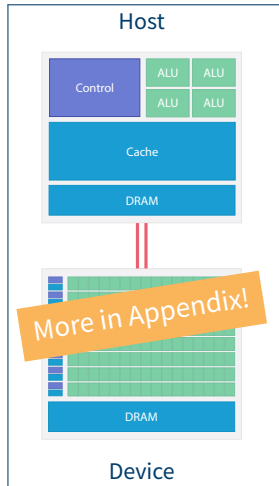 Host
Control
ALU ALU
ALU ALU
Cache
DRAM
More in Appendix!
DRAM
Device